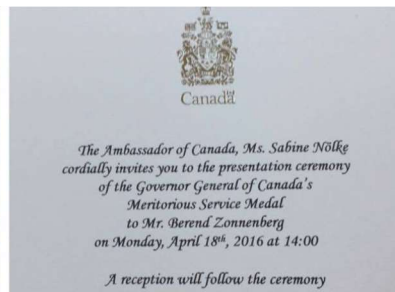 Canada
The Ambassador of Canada, Ms. Sabine Nölke
cordially invites you to the presentation ceremony
of the Governor General of Canada's
Meritorious Service Medal
to Mr. Berend Zonnenberg
on Monday, April 18th, 2016 at 14:00
A reception will follow the ceremony